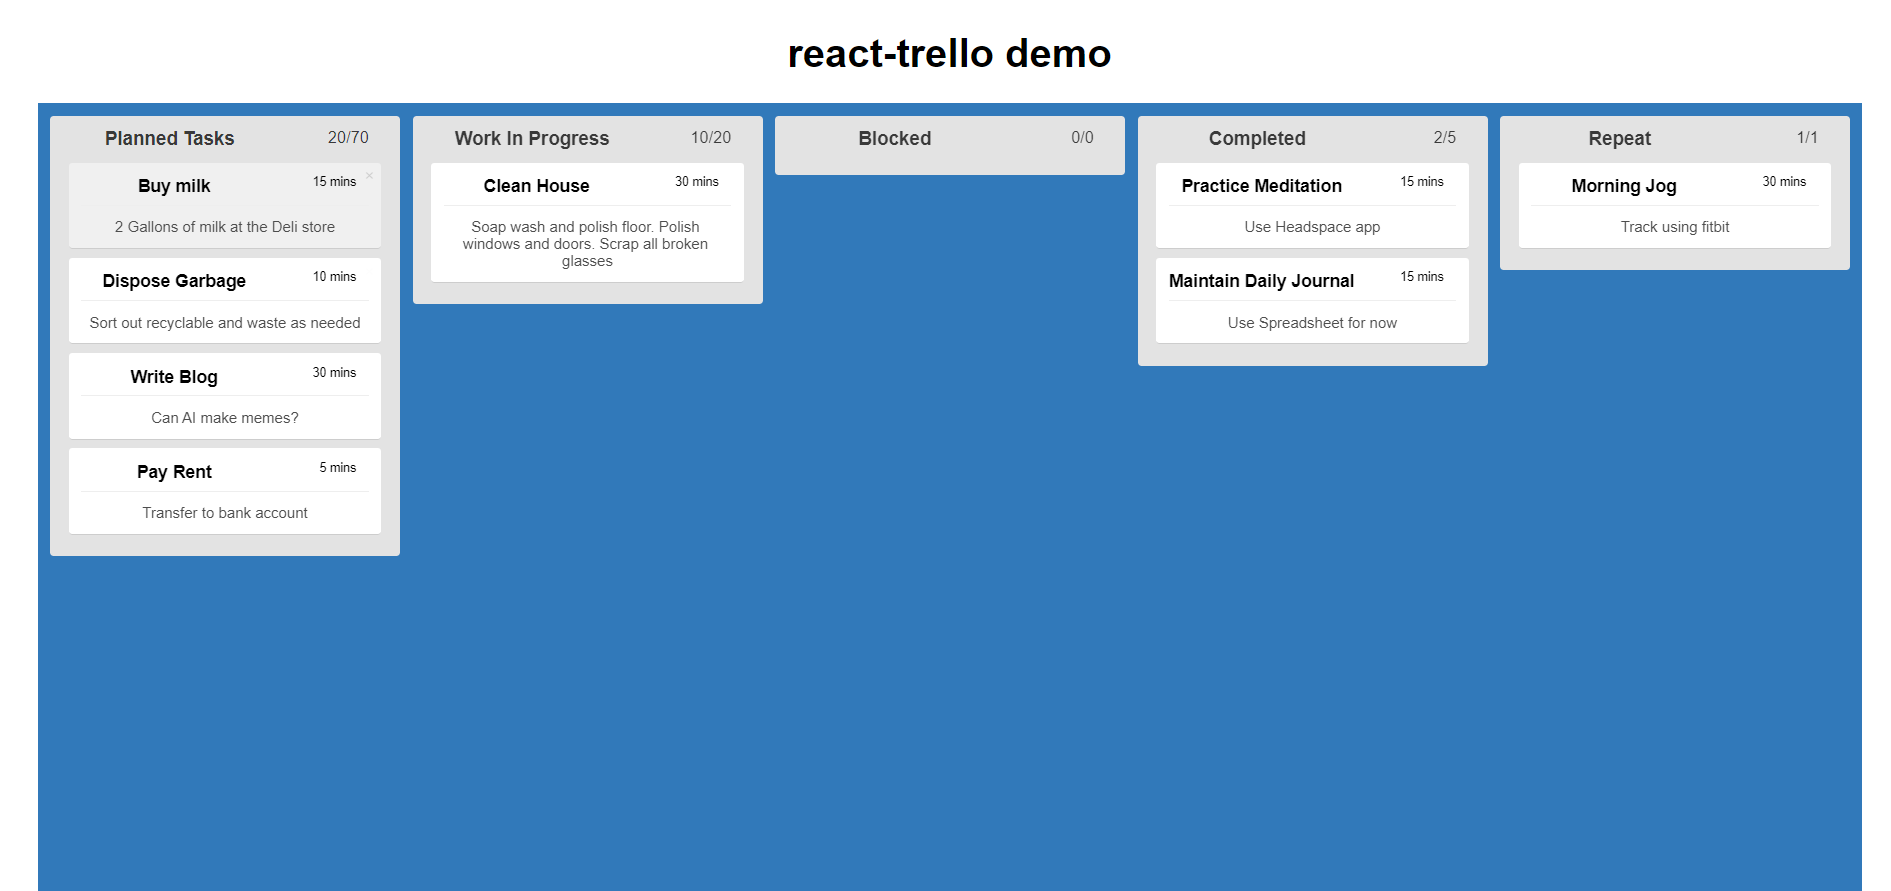 react-trello demo
Planned Tasks 20/70
Buy milk 15 mins ×
2 Gallons of milk at the Deli store
Dispose Garbage 10 mins
Sort out recyclable and waste as needed
Write Blog 30 mins
Can AI make memes?
Pay Rent 5 mins
Transfer to bank account
Work In Progress 10/20
Clean House 30 mins
Soap wash and polish floor. Polish
windows and doors. Scrap all broken
glasses
Blocked 0/0
Completed 2/5
Practice Meditation 15 mins
Use Headspace app
Maintain Daily Journal 15 mins
Use Spreadsheet for now
Repeat 1/1
Morning Jog 30 mins
Track using fitbit